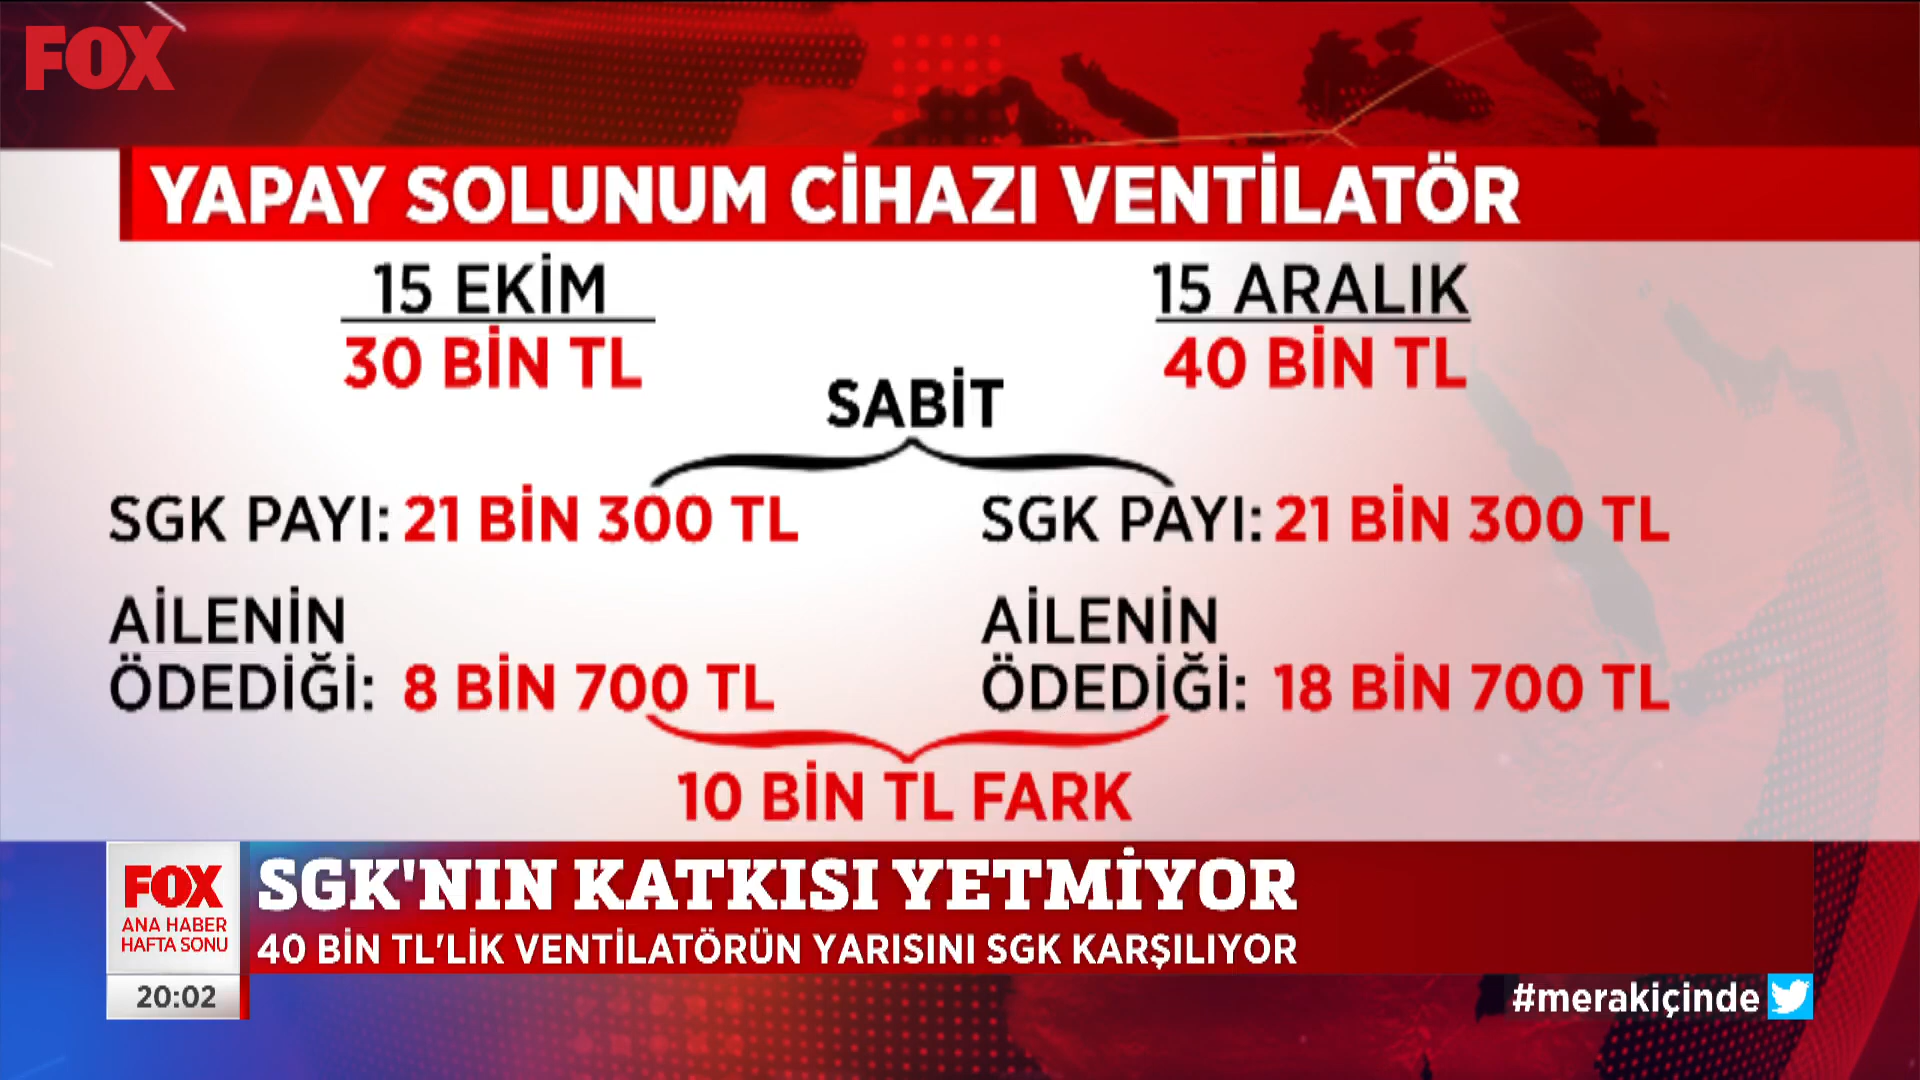 FOX
YAPAY SOLUNUM CİHAZI VENTİLATÖR
15 EKİM
30 BİN TL
15 ARALIK
40 BİN TL
SABİT
SGK PAYI: 21 BİN 300 TL
SGK PAYI: 21 BİN 300 TL
AİLENİN
ÖDEDİĞİ: 8 BİN 700 TL
AİLENİN
ÖDEDİĞİ: 18 BİN 700 TL
10 BİN TL FARK
FOX
ANA HABER
HAFTA SONU
20:02
SGK'NIN KATKISI YETMİYOR
40 BİN TL'LİK VENTİLATÖRÜN YARISINI SGK KARŞILIYOR
#merakiçinde